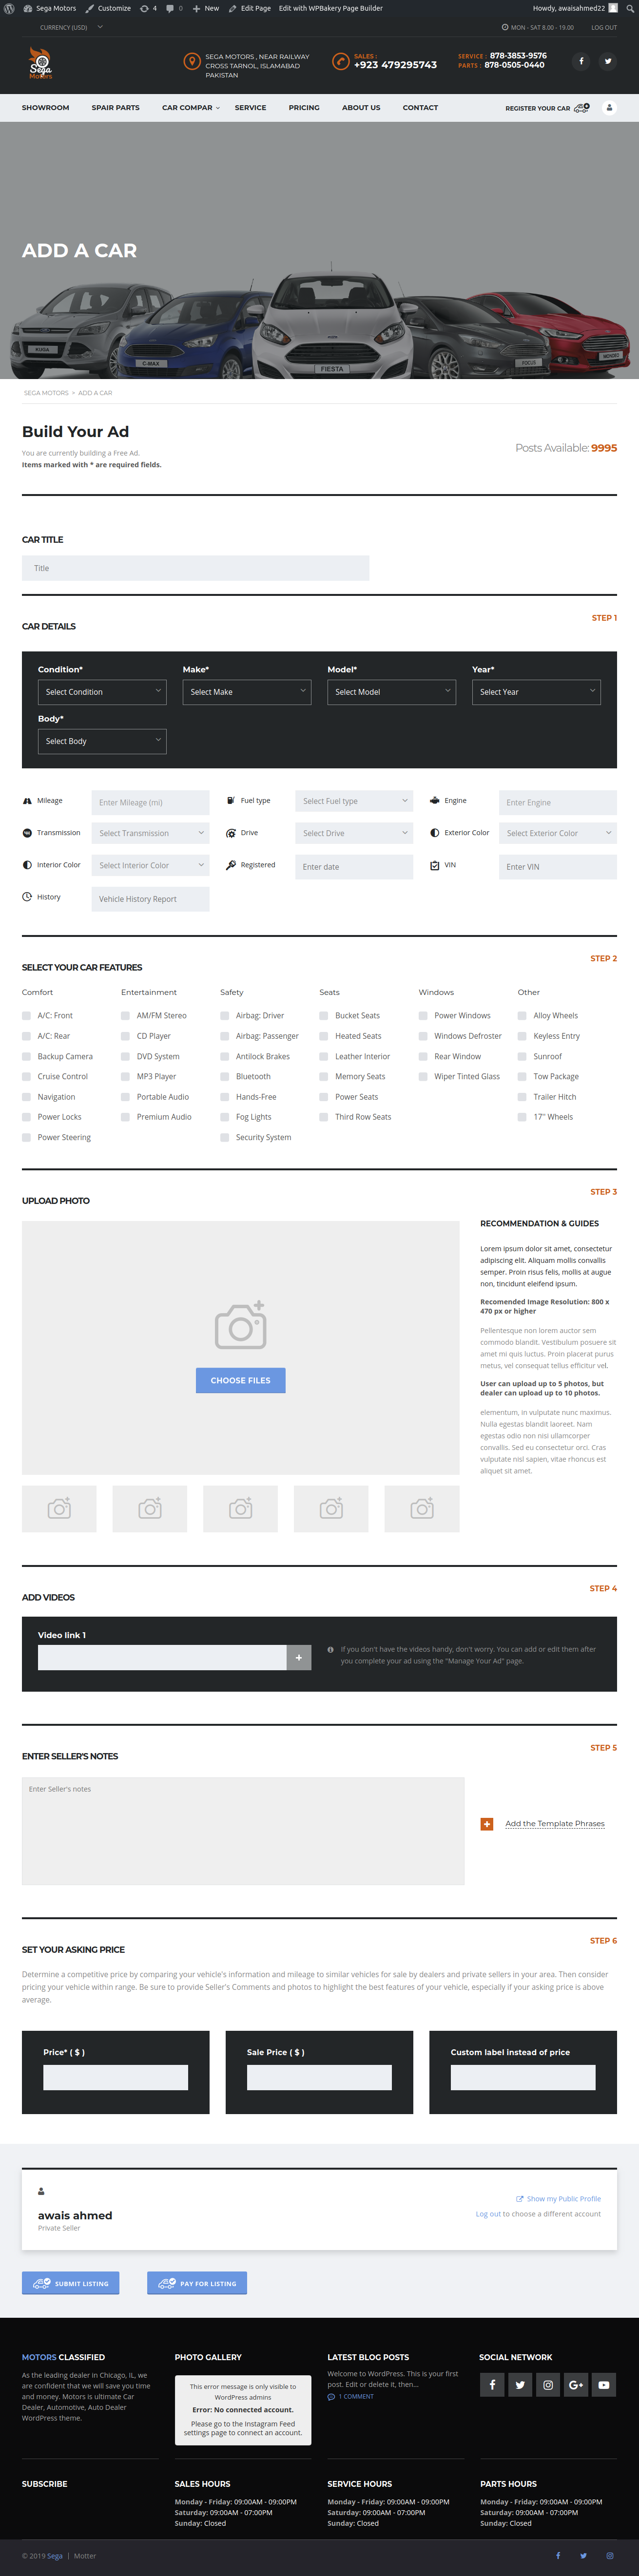 Sega Motors Customize 4 0 New Edit Page Edit with WPBakery Page Builder Howdy, awaisahmed22
CURRENCY (USD) MON - SAT 8.00 - 19.00 LOG OUT
Sega Motors
SEGA MOTORS , NEAR RAILWAY
CROSS TARNOL, ISLAMABAD
PAKISTAN
SALES :
+923 479295743
SERVICE : 878-3853-9576
PARTS : 878-0505-0440
SHOWROOM SPAIR PARTS CAR COMPAR SERVICE PRICING ABOUT US CONTACT REGISTER YOUR CAR
ADD A CAR
KUGA C-MAX FIESTA FOCUS MONDEO
SEGA MOTORS > ADD A CAR
Build Your Ad
You are currently building a Free Ad.
Items marked with * are required fields.
Posts Available: 9995
CAR TITLE
Title
STEP 1
CAR DETAILS
Condition* Make* Model* Year*
Select Condition Select Make Select Model Select Year
Body*
Select Body
Mileage Enter Mileage (mi) Fuel type Select Fuel type Engine Enter Engine
Transmission Select Transmission Drive Select Drive Exterior Color Select Exterior Color
Interior Color Select Interior Color Registered Enter date VIN Enter VIN
History Vehicle History Report
STEP 2
SELECT YOUR CAR FEATURES
Comfort Entertainment Safety Seats Windows Other
A/C: Front AM/FM Stereo Airbag: Driver Bucket Seats Power Windows Alloy Wheels
A/C: Rear CD Player Airbag: Passenger Heated Seats Windows Defroster Keyless Entry
Backup Camera DVD System Antilock Brakes Leather Interior Rear Window Sunroof
Cruise Control MP3 Player Bluetooth Memory Seats Wiper Tinted Glass Tow Package
Navigation Portable Audio Hands-Free Power Seats Trailer Hitch
Power Locks Premium Audio Fog Lights Third Row Seats 17" Wheels
Power Steering Security System
STEP 3
UPLOAD PHOTO
CHOOSE FILES
RECOMMENDATION & GUIDES
Lorem ipsum dolor sit amet, consectetur
adipiscing elit. Aliquam mollis convallis
semper. Proin risus felis, mollis at augue
non, tincidunt eleifend ipsum.
Recomended Image Resolution: 800 x
470 px or higher
Pellentesque non lorem auctor sem
commodo blandit. Vestibulum posuere sit
amet mi quis luctus. Proin placerat purus
metus, vel consequat tellus efficitur vel.
User can upload up to 5 photos, but
dealer can upload up to 10 photos.
elementum, in vulputate nunc maximus.
Nulla egestas blandit laoreet. Nam
egestas odio non nisi ullamcorper
convallis. Sed eu consectetur orci. Cras
vulputate nisl sapien, vitae rhoncus est
aliquet sit amet.
STEP 4
ADD VIDEOS
Video link 1
+
If you don't have the videos handy, don't worry. You can add or edit them after
you complete your ad using the "Manage Your Ad" page.
STEP 5
ENTER SELLER'S NOTES
Enter Seller's notes
Add the Template Phrases
STEP 6
SET YOUR ASKING PRICE
Determine a competitive price by comparing your vehicle's information and mileage to similar vehicles for sale by dealers and private sellers in your area. Then consider
pricing your vehicle within range. Be sure to provide Seller's Comments and photos to highlight the best features of your vehicle, especially if your asking price is above
average.
Price* ( $ ) Sale Price ( $ ) Custom label instead of price
awais ahmed
Private Seller
Show my Public Profile
Log out to choose a different account
SUBMIT LISTING PAY FOR LISTING
MOTORS CLASSIFIED
As the leading dealer in Chicago, IL, we
are confident that we will save you time
and money. Motors is ultimate Car
Dealer, Automotive, Auto Dealer
WordPress theme.
PHOTO GALLERY
This error message is only visible to
WordPress admins
Error: No connected account.
Please go to the Instagram Feed
settings page to connect an account.
LATEST BLOG POSTS
Welcome to WordPress. This is your first
post. Edit or delete it, then...
1 COMMENT
SOCIAL NETWORK
SUBSCRIBE
SALES HOURS
Monday - Friday: 09:00AM - 09:00PM
Saturday: 09:00AM - 07:00PM
Sunday: Closed
SERVICE HOURS
Monday - Friday: 09:00AM - 09:00PM
Saturday: 09:00AM - 07:00PM
Sunday: Closed
PARTS HOURS
Monday - Friday: 09:00AM - 09:00PM
Saturday: 09:00AM - 07:00PM
Sunday: Closed
© 2019 Sega | Motter